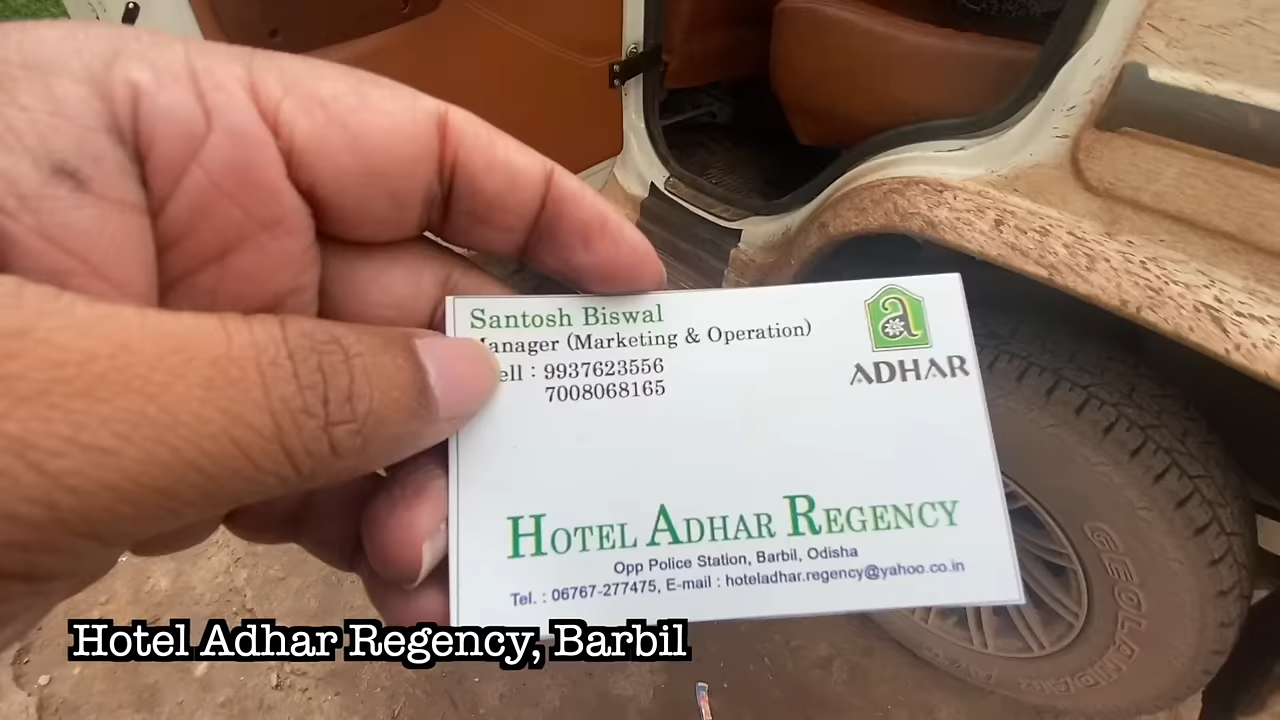 Santosh Biswal
anager (Marketing & Operation)
ell : 9937623556
7008068165
a
ADHAR
HOTEL ADHAR REGENCY
Opp Police Station, Barbil, Odisha
Tel. : 06767-277475, E-mail : hoteladhar.regency@yahoo.co.in
GEOLANDAR
Hotel Adhar Regency, Barbil